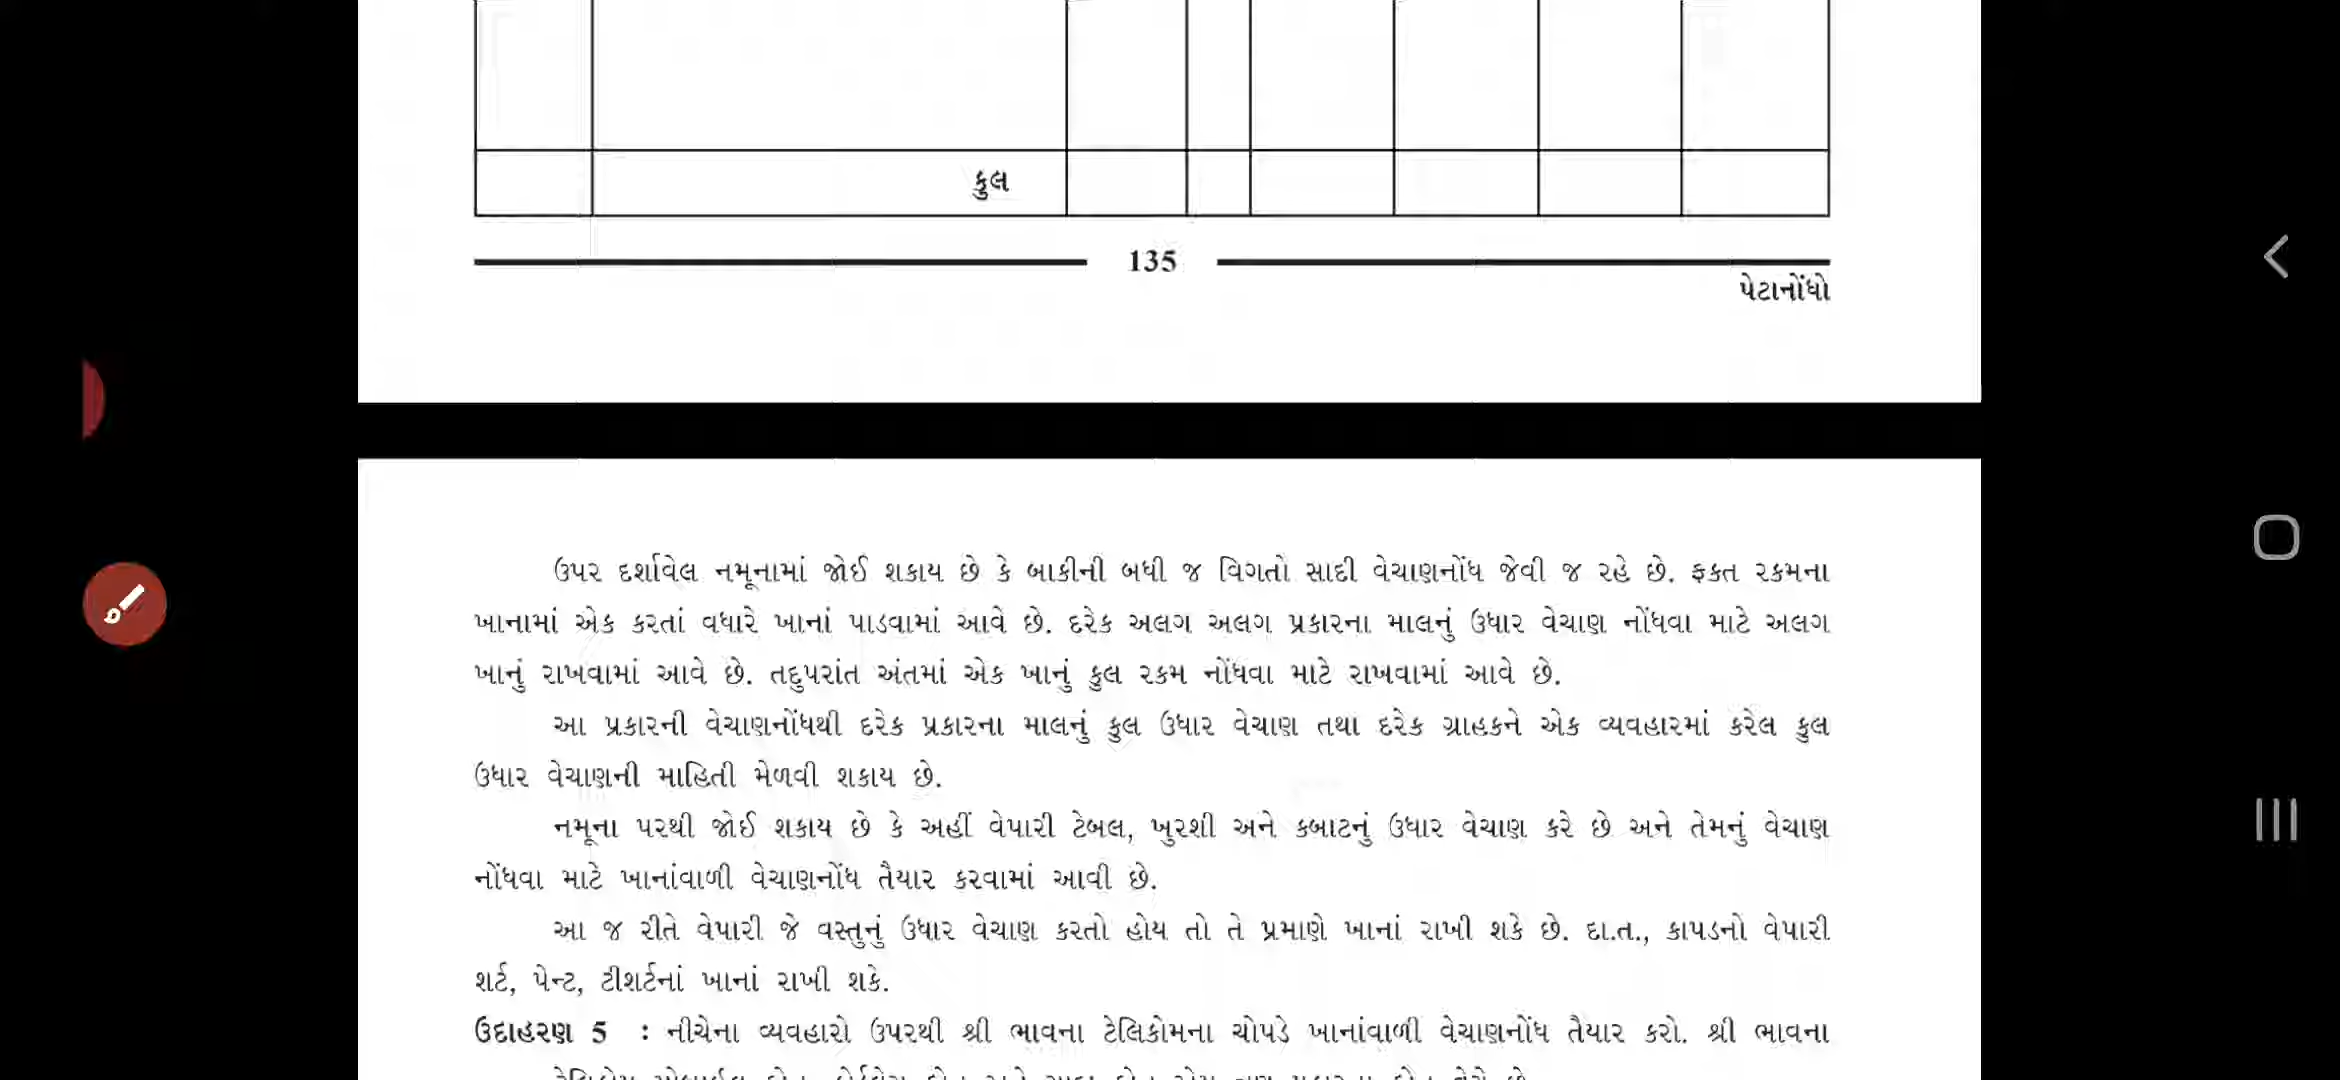 કુલ
135
પેટાનોંધો
ઉપર દર્શાવેલ નમૂનામાં જોઈ શકાય છે કે બાકીની બધી જ વિગતો સાદી વેચાણનોંધ જેવી જ રહે છે. ફક્ત રકમના
ખાનામાં એક કરતાં વધારે ખાનાં પાડવામાં આવે છે. દરેક અલગ અલગ પ્રકારના માલનું ઉધાર વેચાણ નોંધવા માટે અલગ
ખાનું રાખવામાં આવે છે. તદુપરાંત અંતમાં એક ખાનું કુલ રકમ નોંધવા માટે રાખવામાં આવે છે.
આ પ્રકારની વેચાણનોંધથી દરેક પ્રકારના માલનું કુલ ઉધાર વેચાણ તથા દરેક ગ્રાહકને એક વ્યવહારમાં કરેલ કુલ
ઉધાર વેચાણની માહિતી મેળવી શકાય છે.
નમૂના પરથી જોઈ શકાય છે કે અહીં વેપારી ટેબલ, ખુરશી અને કબાટનું ઉધાર વેચાણ કરે છે અને તેમનું વેચાણ
નોંધવા માટે ખાનાંવાળી વેચાણનોંધ તૈયાર કરવામાં આવી છે.
આ જ રીતે વેપારી જે વસ્તુનું ઉધાર વેચાણ કરતો હોય તો તે પ્રમાણે ખાનાં રાખી શકે છે. દા.ત., કાપડનો વેપારી
શર્ટ, પેન્ટ, ટીશર્ટનાં ખાનાં રાખી શકે.
ઉદાહરણ 5 : નીચેના વ્યવહારો ઉપરથી શ્રી ભાવના ટેલિકોમના ચોપડે ખાનાંવાળી વેચાણનોંધ તૈયાર કરો. શ્રી ભાવના